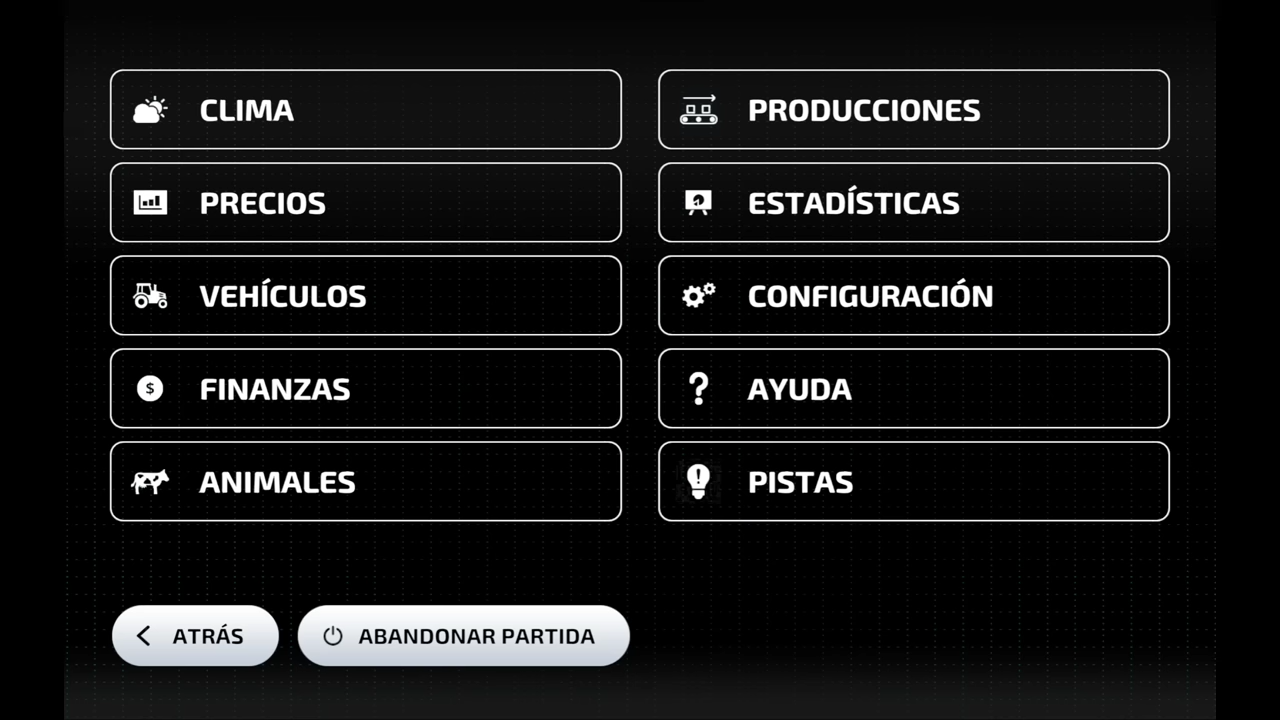 CLIMA
PRODUCCIONES
PRECIOS
ESTADÍSTICAS
VEHÍCULOS
CONFIGURACIÓN
$ FINANZAS
? AYUDA
ANIMALES
! PISTAS
ATRÁS
ABANDONAR PARTIDA